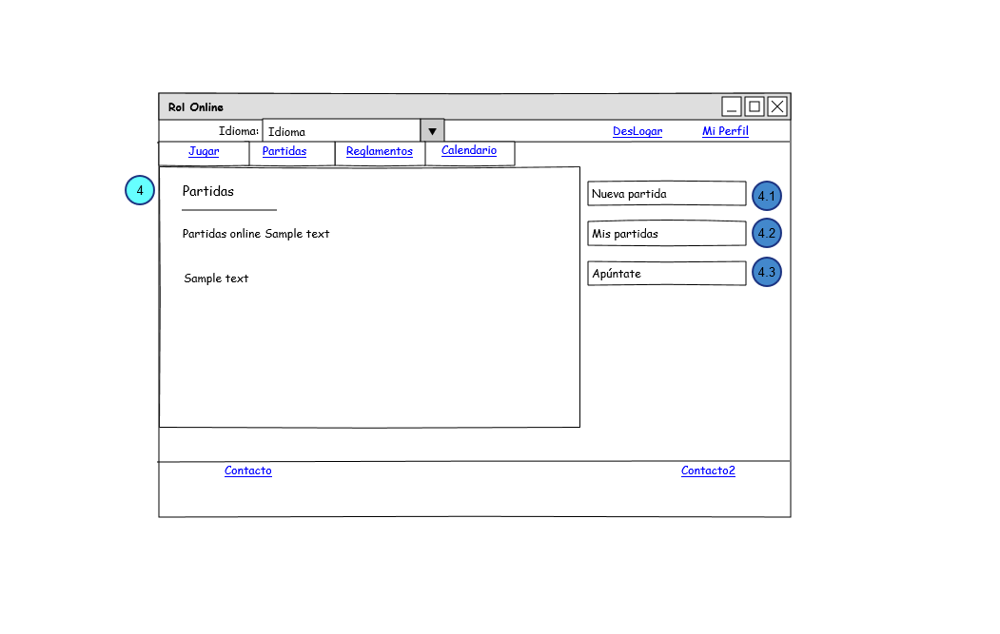 Rol Online
Idioma: Idioma DesLogar Mi Perfil
Jugar Partidas Reglamentos Calendario
4 Partidas
Nueva partida 4.1
Partidas online Sample text
Mis partidas 4.2
Sample text
Apúntate 4.3
Contacto Contacto2